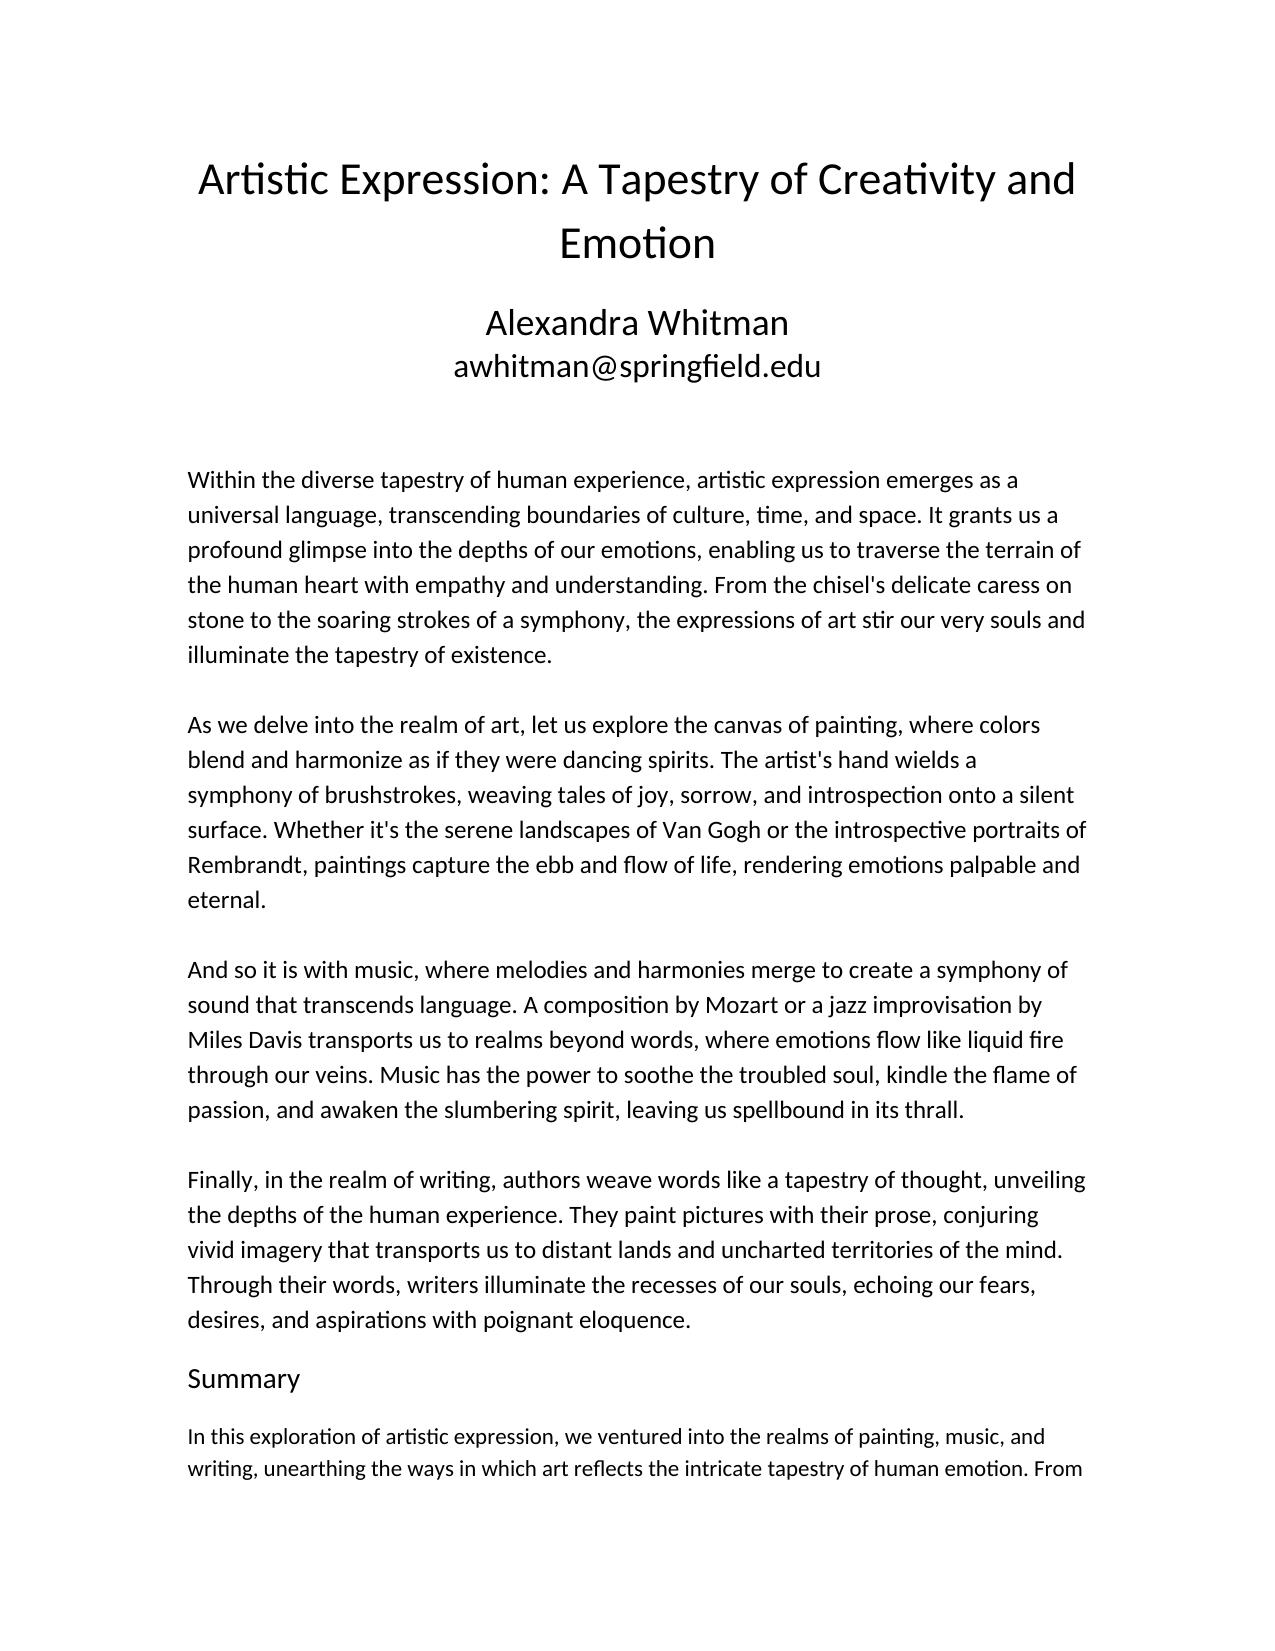 Artistic Expression: A Tapestry of Creativity and
Emotion
Alexandra Whitman
awhitman@springfield.edu
Within the diverse tapestry of human experience, artistic expression emerges as a
universal language, transcending boundaries of culture, time, and space. It grants us a
profound glimpse into the depths of our emotions, enabling us to traverse the terrain of
the human heart with empathy and understanding. From the chisel's delicate caress on
stone to the soaring strokes of a symphony, the expressions of art stir our very souls and
illuminate the tapestry of existence.
As we delve into the realm of art, let us explore the canvas of painting, where colors
blend and harmonize as if they were dancing spirits. The artist's hand wields a
symphony of brushstrokes, weaving tales of joy, sorrow, and introspection onto a silent
surface. Whether it's the serene landscapes of Van Gogh or the introspective portraits of
Rembrandt, paintings capture the ebb and flow of life, rendering emotions palpable and
eternal.
And so it is with music, where melodies and harmonies merge to create a symphony of
sound that transcends language. A composition by Mozart or a jazz improvisation by
Miles Davis transports us to realms beyond words, where emotions flow like liquid fire
through our veins. Music has the power to soothe the troubled soul, kindle the flame of
passion, and awaken the slumbering spirit, leaving us spellbound in its thrall.
Finally, in the realm of writing, authors weave words like a tapestry of thought, unveiling
the depths of the human experience. They paint pictures with their prose, conjuring
vivid imagery that transports us to distant lands and uncharted territories of the mind.
Through their words, writers illuminate the recesses of our souls, echoing our fears,
desires, and aspirations with poignant eloquence.
Summary
In this exploration of artistic expression, we ventured into the realms of painting, music, and
writing, unearthing the ways in which art reflects the intricate tapestry of human emotion. From